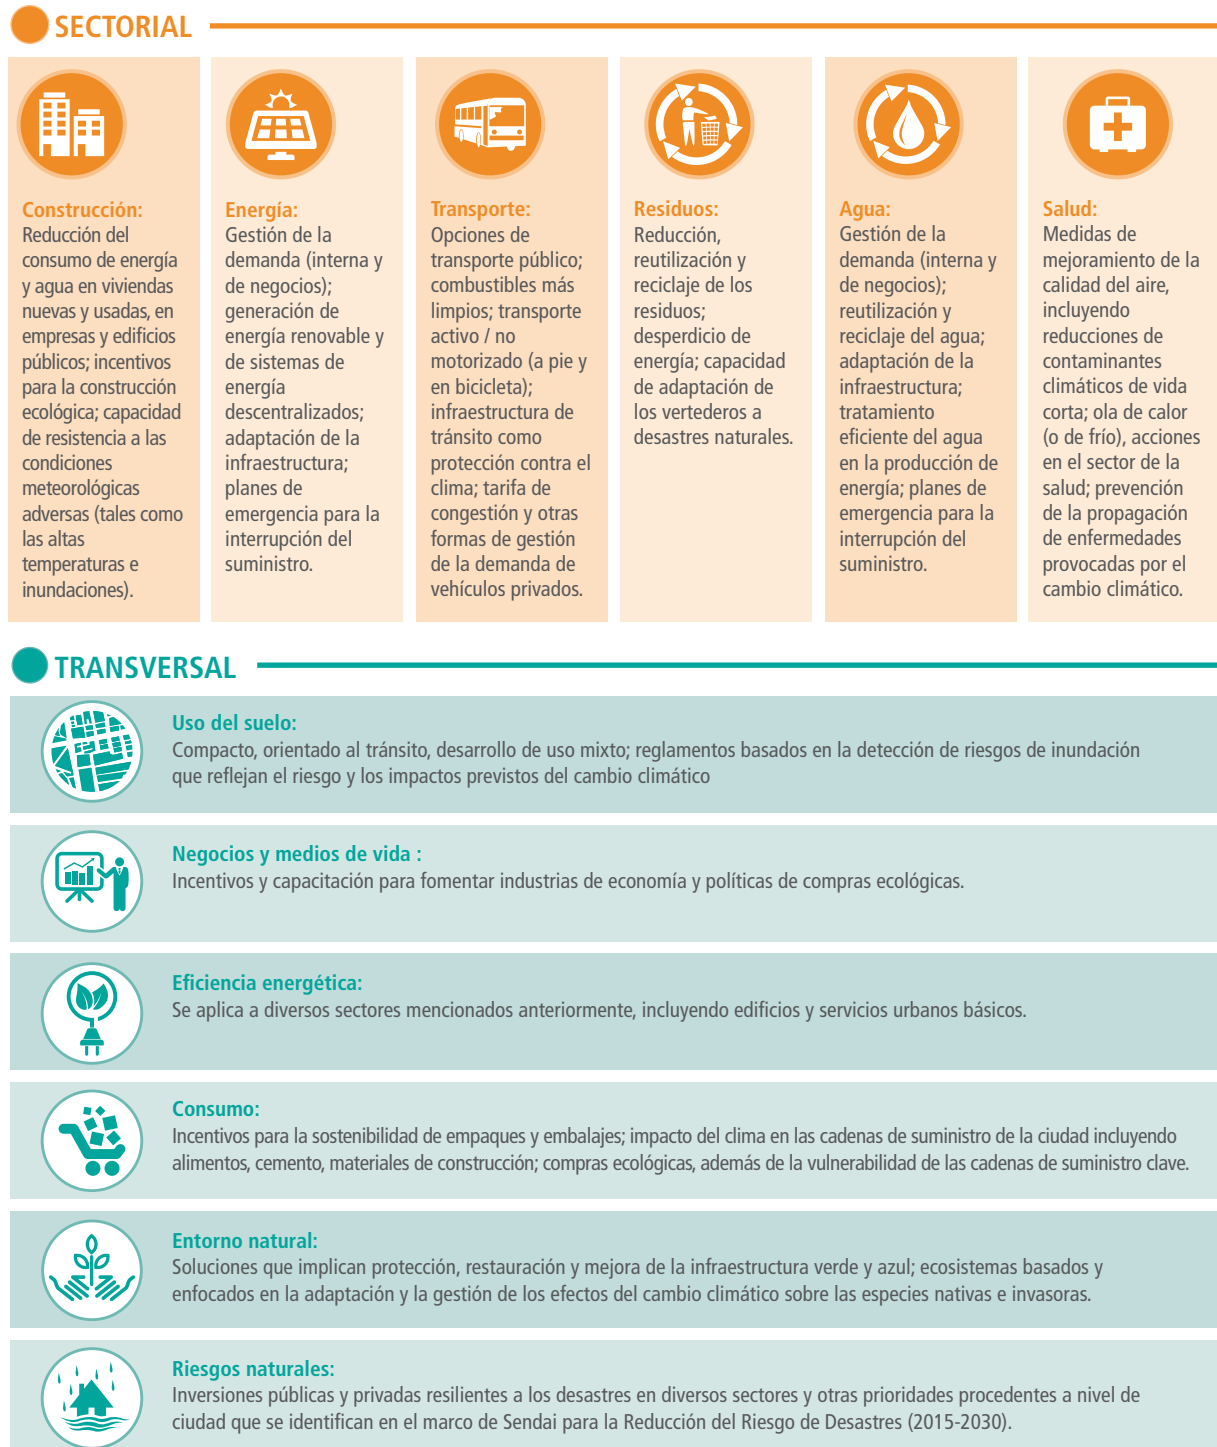 SECTORIAL
Construcción:
Reducción del
consumo de energía
y agua en viviendas
nuevas y usadas, en
empresas y edificios
públicos; incentivos
para la construcción
ecológica; capacidad
de resistencia a las
condiciones
meteorológicas
adversas (tales como
las altas
temperaturas e
inundaciones).
Energía:
Gestión de la
demanda (interna y
de negocios);
generación de
energía renovable y
de sistemas de
energía
descentralizados;
adaptación de la
infraestructura;
planes de
emergencia para la
interrupción del
suministro.
Transporte:
Opciones de
transporte público;
combustibles más
limpios; transporte
activo / no
motorizado (a pie y
en bicicleta);
infraestructura de
tránsito como
protección contra el
clima; tarifa de
congestión y otras
formas de gestión
de la demanda de
vehículos privados.
Residuos:
Reducción,
reutilización y
reciclaje de los
residuos;
desperdicio de
energía; capacidad
de adaptación de
los vertederos a
desastres naturales.
Agua:
Gestión de la
demanda (interna y
de negocios);
reutilización y
reciclaje del agua;
adaptación de la
infraestructura;
tratamiento
eficiente del agua
en la producción de
energía; planes de
emergencia para la
interrupción del
suministro.
Salud:
Medidas de
mejoramiento de la
calidad del aire,
incluyendo
reducciones de
contaminantes
climáticos de vida
corta; ola de calor
(o de frío), acciones
en el sector de la
salud; prevención
de la propagación
de enfermedades
provocadas por el
cambio climático.
TRANSVERSAL
Uso del suelo:
Compacto, orientado al tránsito, desarrollo de uso mixto; reglamentos basados en la detección de riesgos de inundación
que reflejan el riesgo y los impactos previstos del cambio climático
Negocios y medios de vida :
Incentivos y capacitación para fomentar industrias de economía y políticas de compras ecológicas.
Eficiencia energética:
Se aplica a diversos sectores mencionados anteriormente, incluyendo edificios y servicios urbanos básicos.
Consumo:
Incentivos para la sostenibilidad de empaques y embalajes; impacto del clima en las cadenas de suministro de la ciudad incluyendo
alimentos, cemento, materiales de construcción; compras ecológicas, además de la vulnerabilidad de las cadenas de suministro clave.
Entorno natural:
Soluciones que implican protección, restauración y mejora de la infraestructura verde y azul; ecosistemas basados y
enfocados en la adaptación y la gestión de los efectos del cambio climático sobre las especies nativas e invasoras.
Riesgos naturales:
Inversiones públicas y privadas resilientes a los desastres en diversos sectores y otras prioridades procedentes a nivel de
ciudad que se identifican en el marco de Sendai para la Reducción del Riesgo de Desastres (2015-2030).